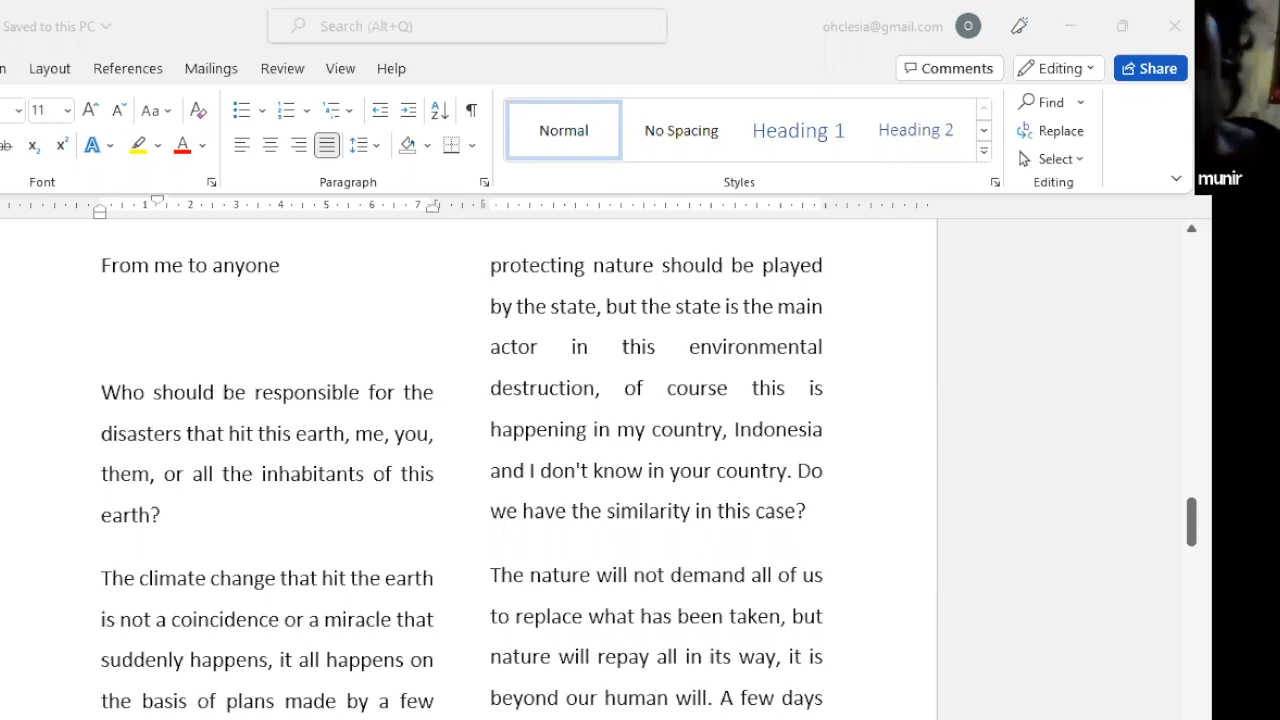 Saved to this PC
Search (Alt+Q)
ohclesia@gmail.com
O
Layout References Mailings Review View Help
Comments Editing Share
11 Aa
Find
Normal No Spacing Heading 1 Heading 2
Replace
Select
Font Paragraph Styles Editing
munir
1 2 3 4 5 6 7
From me to anyone
Who should be responsible for the
disasters that hit this earth, me, you,
them, or all the inhabitants of this
earth?
The climate change that hit the earth
is not a coincidence or a miracle that
suddenly happens, it all happens on
the basis of plans made by a few
protecting nature should be played
by the state, but the state is the main
actor in this environmental
destruction, of course this is
happening in my country, Indonesia
and I don't know in your country. Do
we have the similarity in this case?
The nature will not demand all of us
to replace what has been taken, but
nature will repay all in its way, it is
beyond our human will. A few days